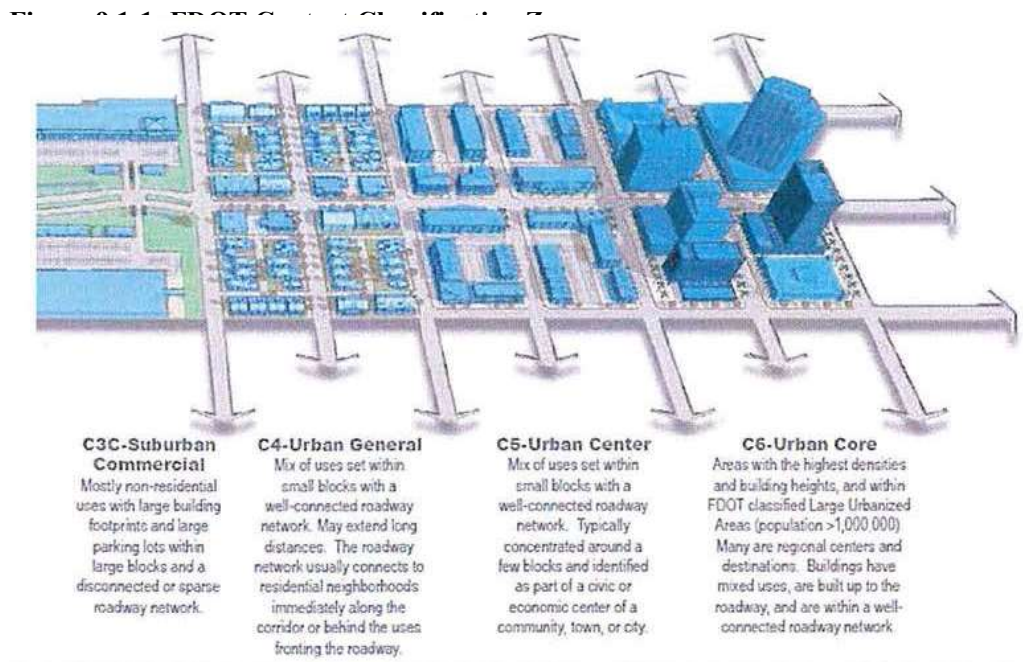 C3C-Suburban
Commercial
Mostly non-residential
uses with large building
footprints and large
parking lots within
large blocks and a
disconnected or sparse
roadway network.
C4-Urban General
Mix of uses set within
small blocks with a
well-connected roadway
network. May extend long
distances. The roadway
network usually connects to
residential neighborhoods
immediately along the
corridor or behind the uses
fronting the roadway.
C5-Urban Center
Mix of uses set within
small blocks with a
well-connected roadway
network. Typically
concentrated around a
few blocks and identified
as part of a civic or
economic center of a
community, town, or city.
C6-Urban Core
Areas with the highest densities
and building heights, and within
FDOT classified Large Urbanized
Areas (population >1,000 000)
Many are regional centers and
destinations. Buildings have
mixed uses, are built up to the
roadway, and are within a well-
connected roadway network